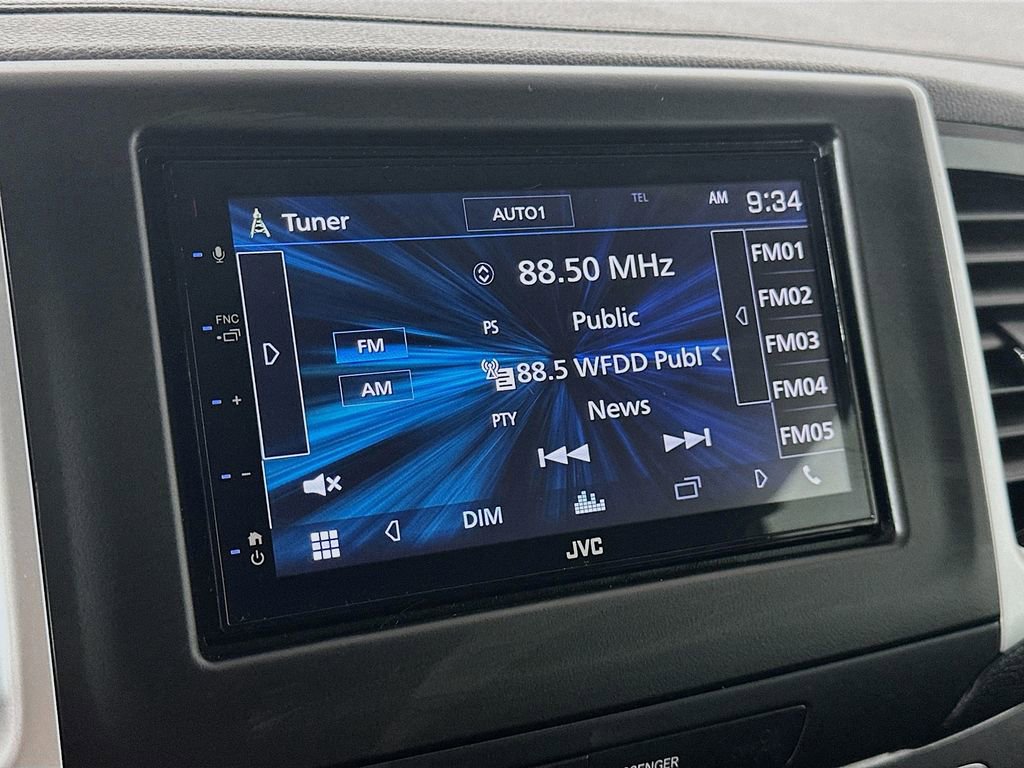 Tuner
AUTO1
TEL
AM 9:34
88.50 MHz
FM01
FNC
PS
Public
FM02
FM
88.5 WFDD Publ
FM03
AM
PTY
News
FM04
FM05
DIM
JVC